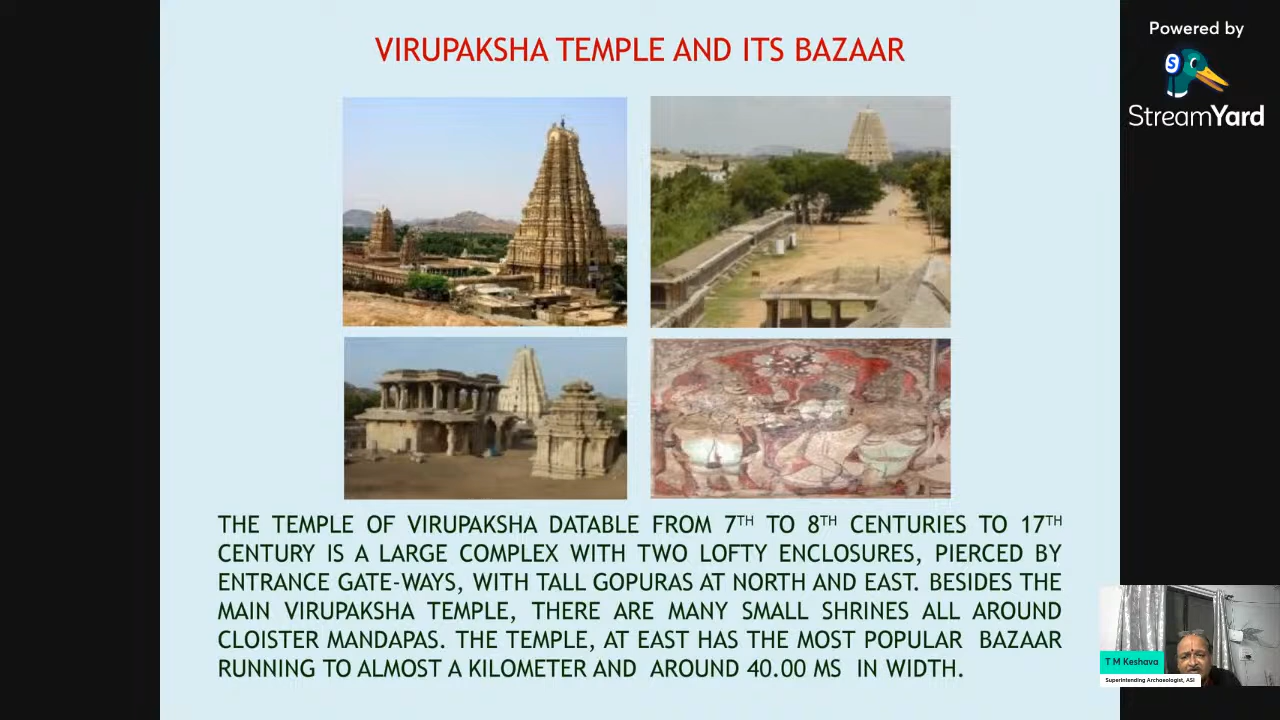 VIRUPAKSHA TEMPLE AND ITS BAZAAR
Powered by
S
StreamYard
THE TEMPLE OF VIRUPAKSHA DATABLE FROM 7TH TO 8TH CENTURIES TO 17TH
CENTURY IS A LARGE COMPLEX WITH TWO LOFTY ENCLOSURES, PIERCED BY
ENTRANCE GATE-WAYS, WITH TALL GOPURAS AT NORTH AND EAST. BESIDES THE
MAIN VIRUPAKSHA TEMPLE, THERE ARE MANY SMALL SHRINES ALL AROUND
CLOISTER MANDAPAS. THE TEMPLE, AT EAST HAS THE MOST POPULAR BAZAAR
RUNNING TO ALMOST A KILOMETER AND AROUND 40.00 MS IN WIDTH.
T M Keshava
Superintending Archaeologist, ASI